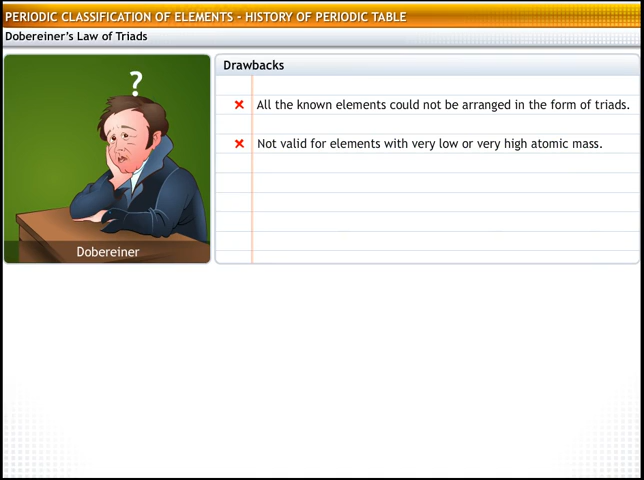 PERIODIC CLASSIFICATION OF ELEMENTS - HISTORY OF PERIODIC TABLE
Dobereiner's Law of Triads
?
Dobereiner
Drawbacks
× All the known elements could not be arranged in the form of triads.
× Not valid for elements with very low or very high atomic mass.